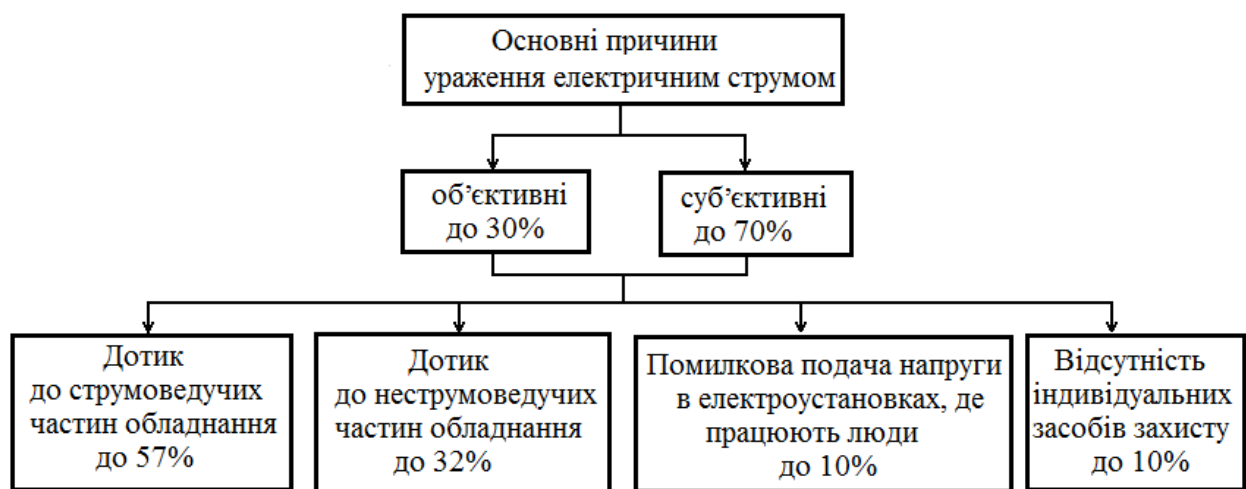 Основні причини
ураження електричним струмом
об’єктивні
до 30%
суб’єктивні
до 70%
Дотик
до струмоведучих
частин обладнання
до 57%
Дотик
до неструмоведучих
частин обладнання
до 32%
Помилкова подача напруги
в електроустановках, де
працюють люди
до 10%
Відсутність
індивідуальних
засобів захисту
до 10%